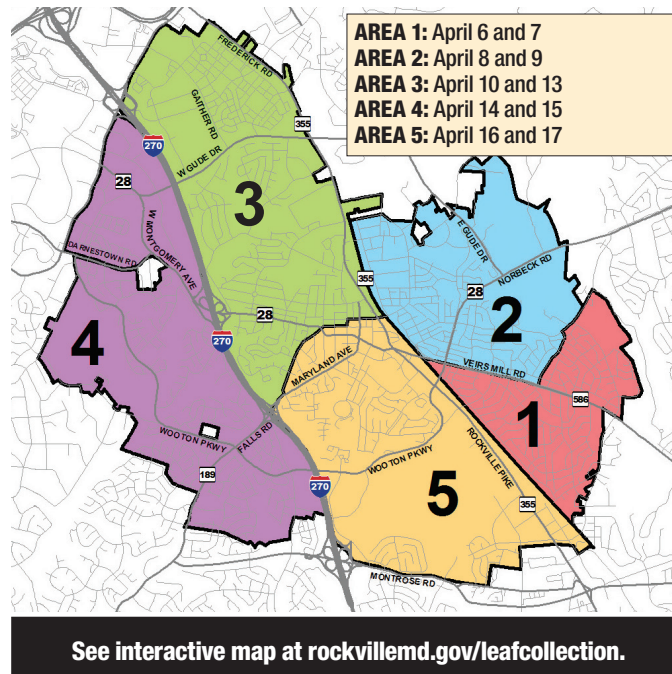 AREA 1: April 6 and 7
AREA 2: April 8 and 9
AREA 3: April 10 and 13
AREA 4: April 14 and 15
AREA 5: April 16 and 17
FREDERICK RD
GAITHER RD
355
270
W GUDE DR
28
3
W MONTGOMERY AVE
E GUDE DR
DARNESTOWN RD
NORBECK RD
355
28
28
2
270
4
MARYLAND AVE
VEIRS MILL RD
586
1
FALLS RD
WOOTON PKWY
ROCKVILLE PIKE
WOOTON PKWY
189
270
5
355
MONTROSE RD
See interactive map at rockvillemd.gov/leafcollection.